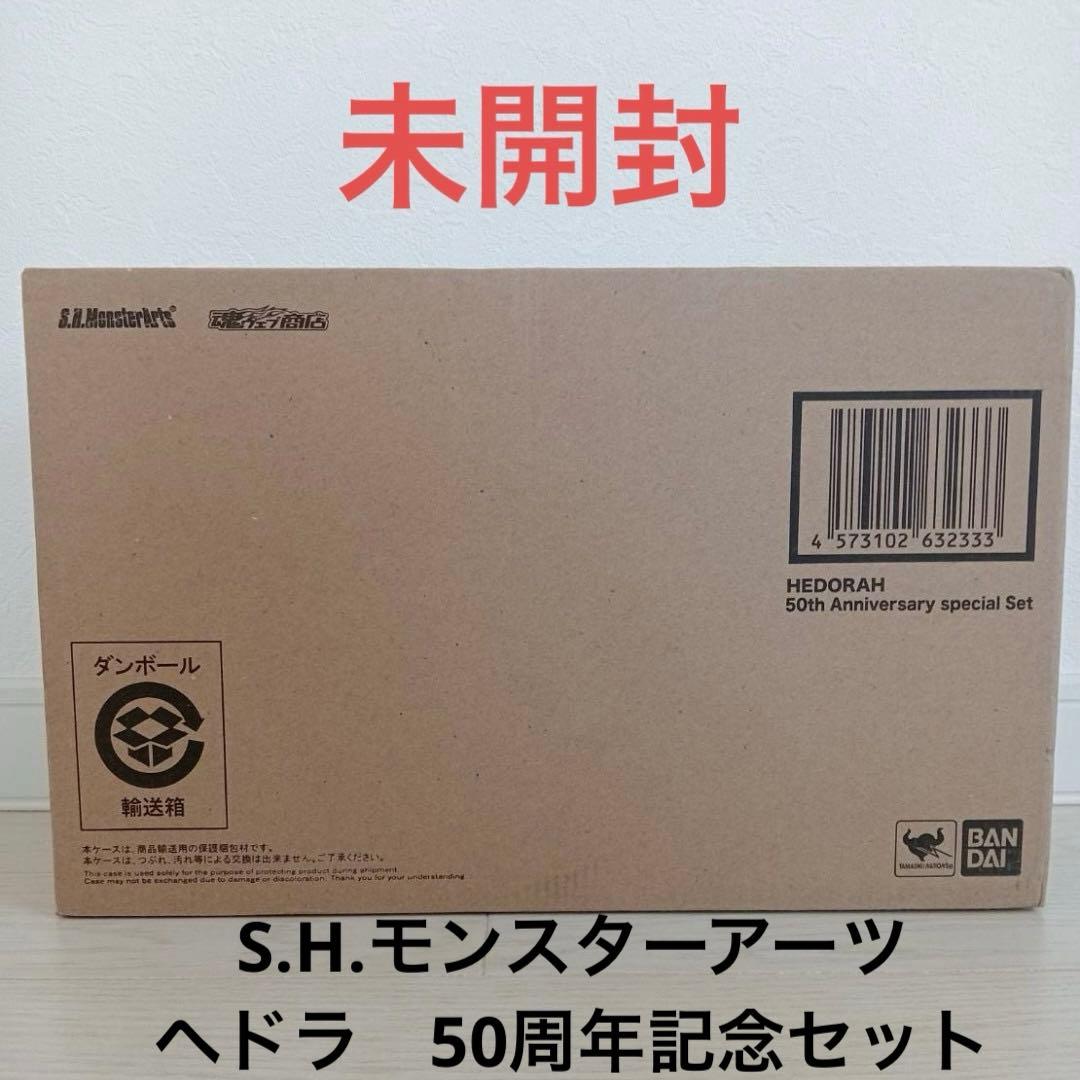 未開封
S.H.MonsterArts®
魂ウェブ商店
4 573102 632333
HEDORAH
50th Anniversary special Set
ダンボール
輸送箱
本ケースは、商品輸送用の保護梱包材です。
本ケースは、つぶれ、汚れ等による交換は出来ません。ご了承ください。
This case is used solely for the purpose of protecting product during shipment.
Case may not be exchanged due to damage or discoloration. Thank you for your understanding.
TAMASHII NATIONS
BAN
DAI
S.H.モンスターアーツ
ヘドラ 50周年記念セット